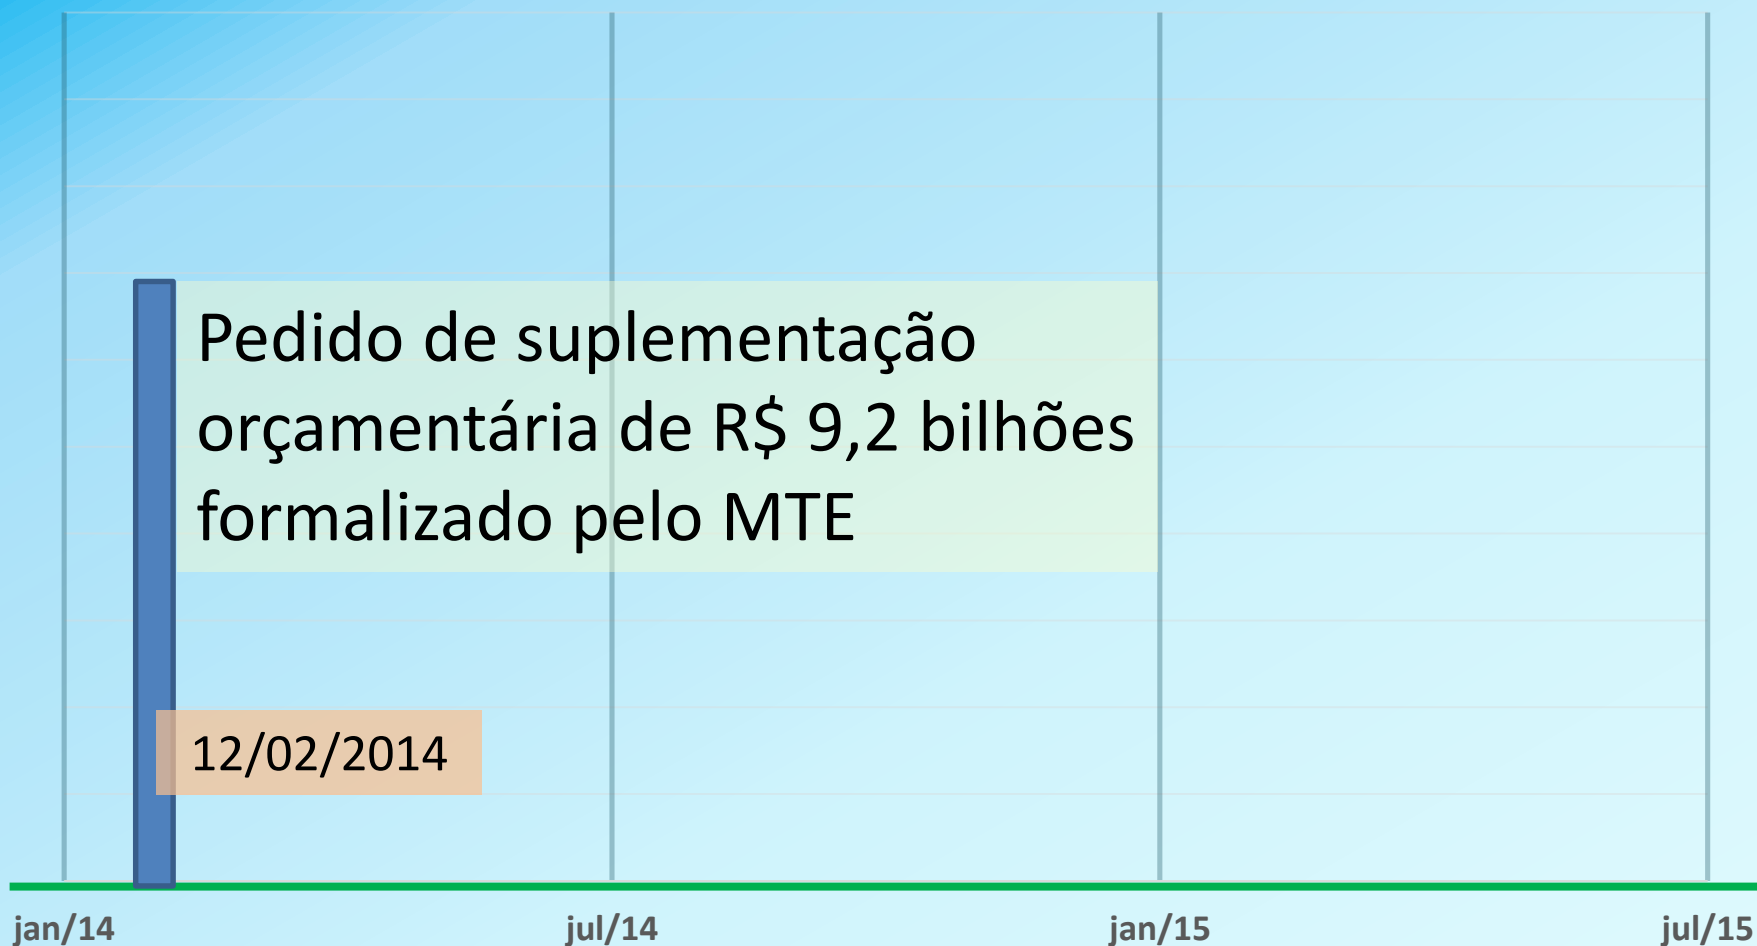 Pedido de suplementação
orçamentária de R$ 9,2 bilhões
formalizado pelo MTE
12/02/2014
jan/14
jul/14
jan/15
jul/15